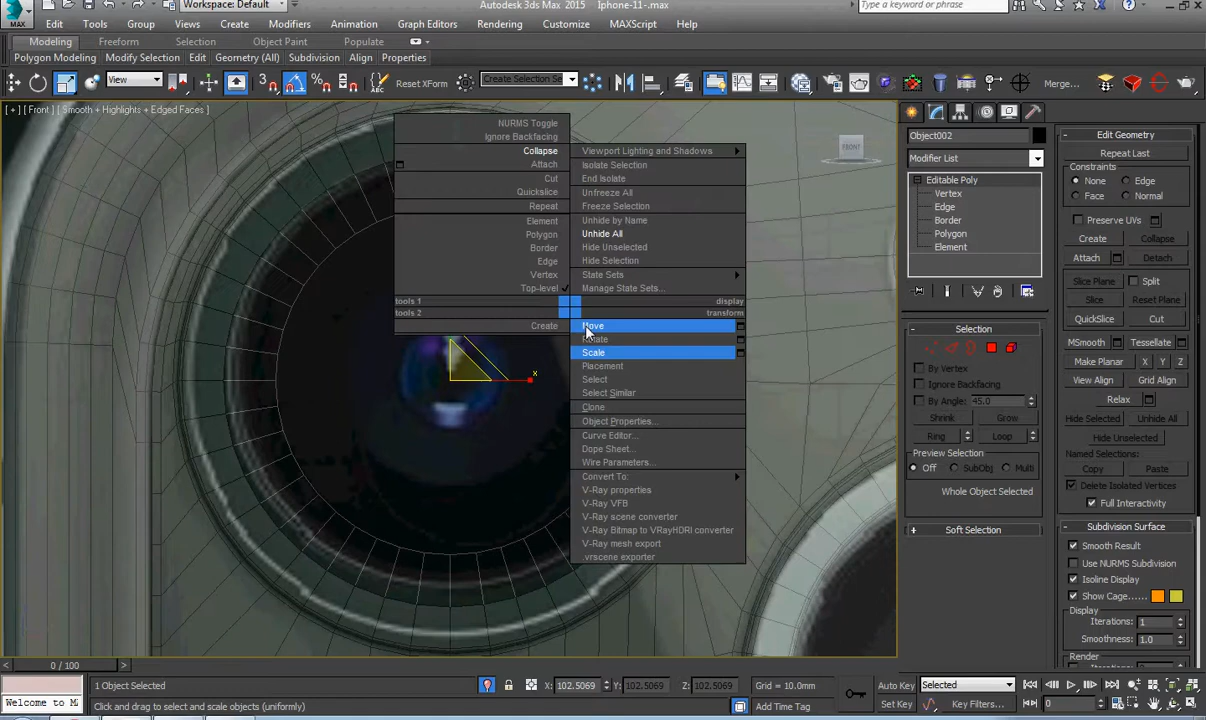 Workspace: Default
Autodesk 3ds Max 2015
Iphone-11-.max
Type a keyword or phrase
MAX
Edit Tools Group Views Create Modifiers Animation Graph Editors Rendering Customize MAXScript Help
Modeling Freeform Selection Object Paint Populate
Polygon Modeling Modify Selection Edit Geometry (All) Subdivision Align Properties
View
Reset XForm
Create Selection Se
Merge...
[ + ] [ Front ] [ Smooth + Highlights + Edged Faces ]
FRONT
NURMS Toggle
Ignore Backfacing
Collapse
Attach
Cut
Quickslice
Repeat
Element
Polygon
Border
Edge
Vertex
Top-level
tools 1
tools 2
Create
Viewport Lighting and Shadows
Isolate Selection
End Isolate
Unfreeze All
Freeze Selection
Unhide by Name
Unhide All
Hide Unselected
Hide Selection
State Sets
Manage State Sets...
display
transform
Move
Rotate
Scale
Placement
Select
Select Similar
Clone
Object Properties...
Curve Editor...
Dope Sheet...
Wire Parameters...
Convert To:
V-Ray properties
V-Ray VFB
V-Ray scene converter
V-Ray Bitmap to VRayHDRI converter
V-Ray mesh export
.vrscene exporter
x
Object002
Modifier List
Editable Poly
Vertex
Edge
Border
Polygon
Element
Selection
By Vertex
Ignore Backfacing
By Angle: 45.0
Shrink Grow
Ring Loop
Preview Selection
Off SubObj Multi
Whole Object Selected
Soft Selection
Edit Geometry
Repeat Last
Constraints
None Edge
Face Normal
Preserve UVs
Create Collapse
Attach Detach
Slice Plane Split
Slice Reset Plane
QuickSlice Cut
MSmooth Tessellate
Make Planar X Y Z
View Align Grid Align
Relax
Hide Selected Unhide All
Hide Unselected
Named Selections:
Copy Paste
Delete Isolated Vertices
Full Interactivity
Subdivision Surface
Smooth Result
Use NURMS Subdivision
Isoline Display
Show Cage......
Display
Iterations: 1
Smoothness: 1.0
Render
0 / 100
1 Object Selected
X: 102.5069 Y: 102.5069 Z: 102.5069
Grid = 10.0mm
Auto Key Selected
Welcome to M
Click and drag to select and scale objects (uniformly)
Add Time Tag
Set Key Key Filters...
0